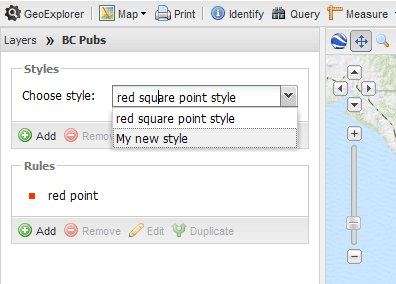 GeoExplorer Map Print Identify Query Measure
Layers » BC Pubs
Styles
Choose style: red square point style
red square point style
My new style
Add Remov
Rules
red point
Add Remove Edit Duplicate